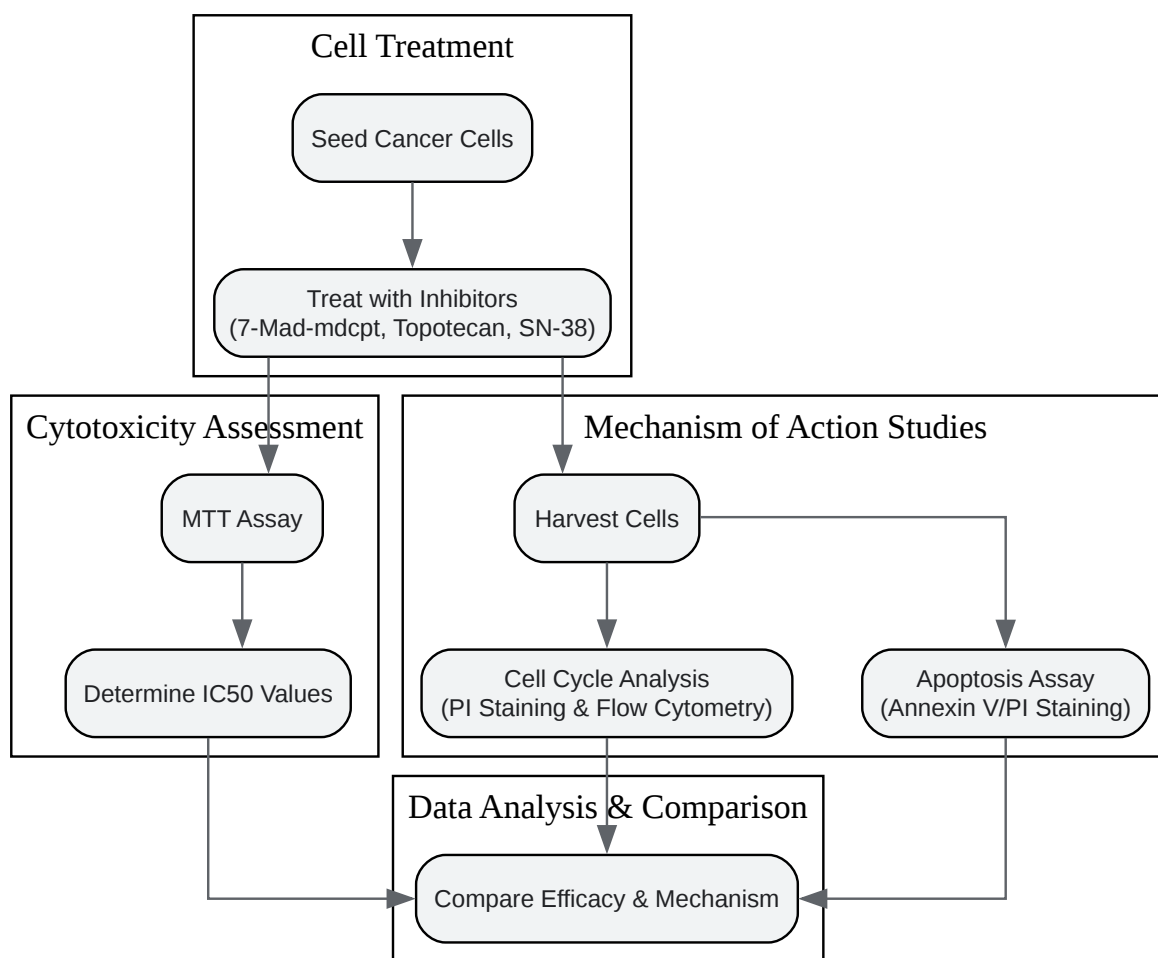 Cell Treatment
Seed Cancer Cells
Treat with Inhibitors
(7-Mad-mdcpt, Topotecan, SN-38)
Cytotoxicity Assessment
Mechanism of Action Studies
MTT Assay
Harvest Cells
Determine IC50 Values
Cell Cycle Analysis
(PI Staining & Flow Cytometry)
Apoptosis Assay
(Annexin V/PI Staining)
Data Analysis & Comparison
Compare Efficacy & Mechanism